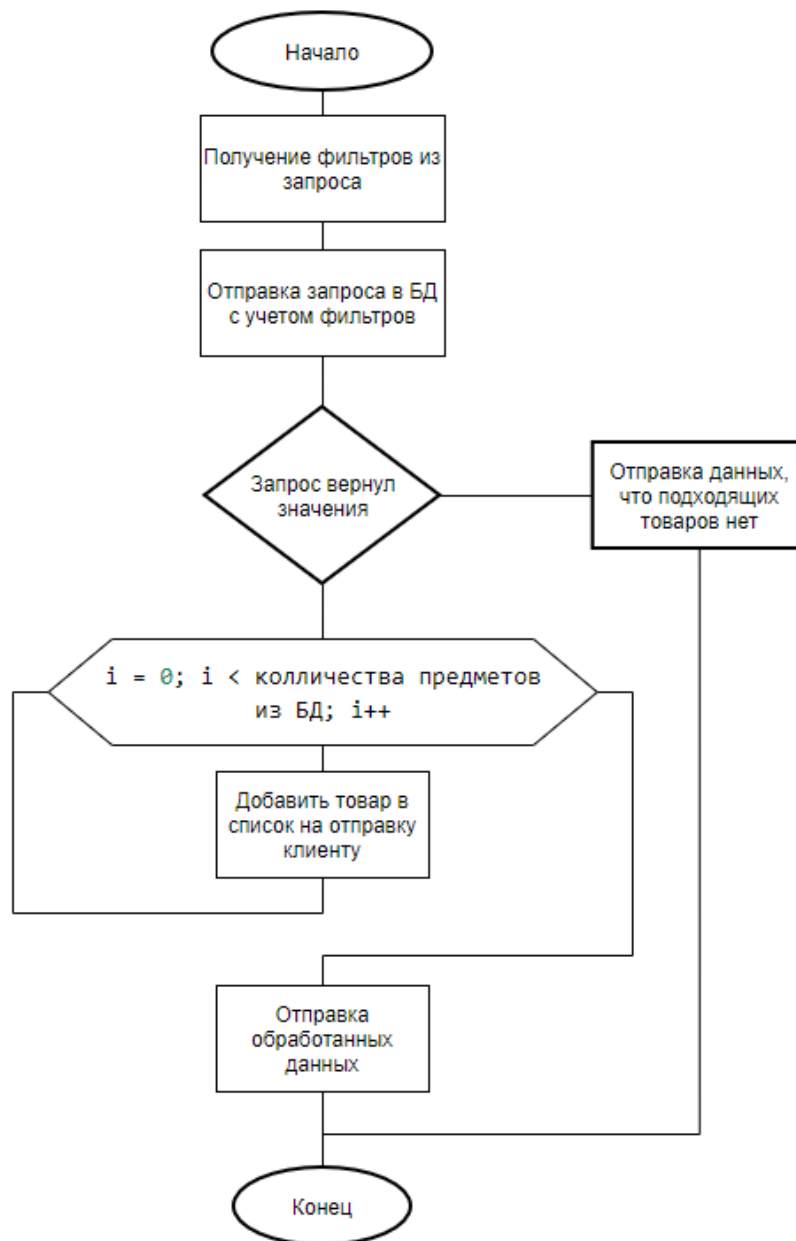 Начало
Получение фильтров из
запроса
Отправка запроса в БД
с учетом фильтров
Запрос вернул
значения
Отправка данных,
что подходящих
товаров нет
i = 0; i < колличества предметов
из БД; i++
Добавить товар в
список на отправку
клиенту
Отправка
обработанных
данных
Конец